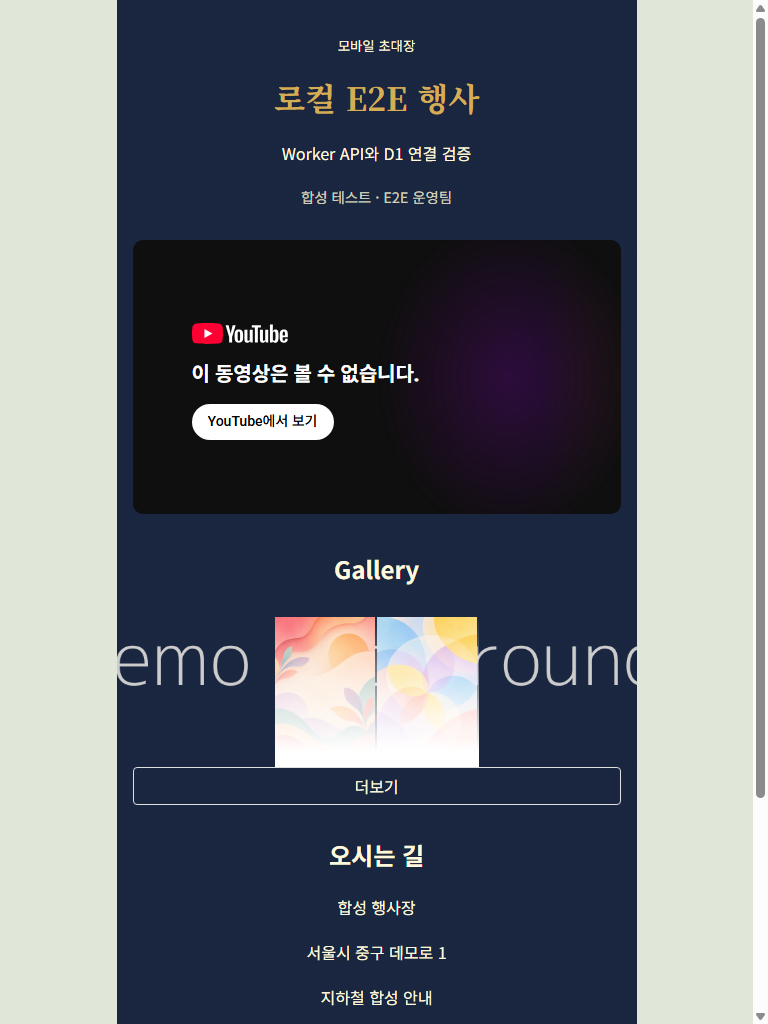 모바일 초대장
로컬 E2E 행사
Worker API와 D1 연결 검증
합성 테스트 · E2E 운영팀
YouTube
이 동영상은 볼 수 없습니다.
YouTube에서 보기
Gallery
emo round
더보기
오시는 길
합성 행사장
서울시 중구 데모로 1
지하철 합성 안내